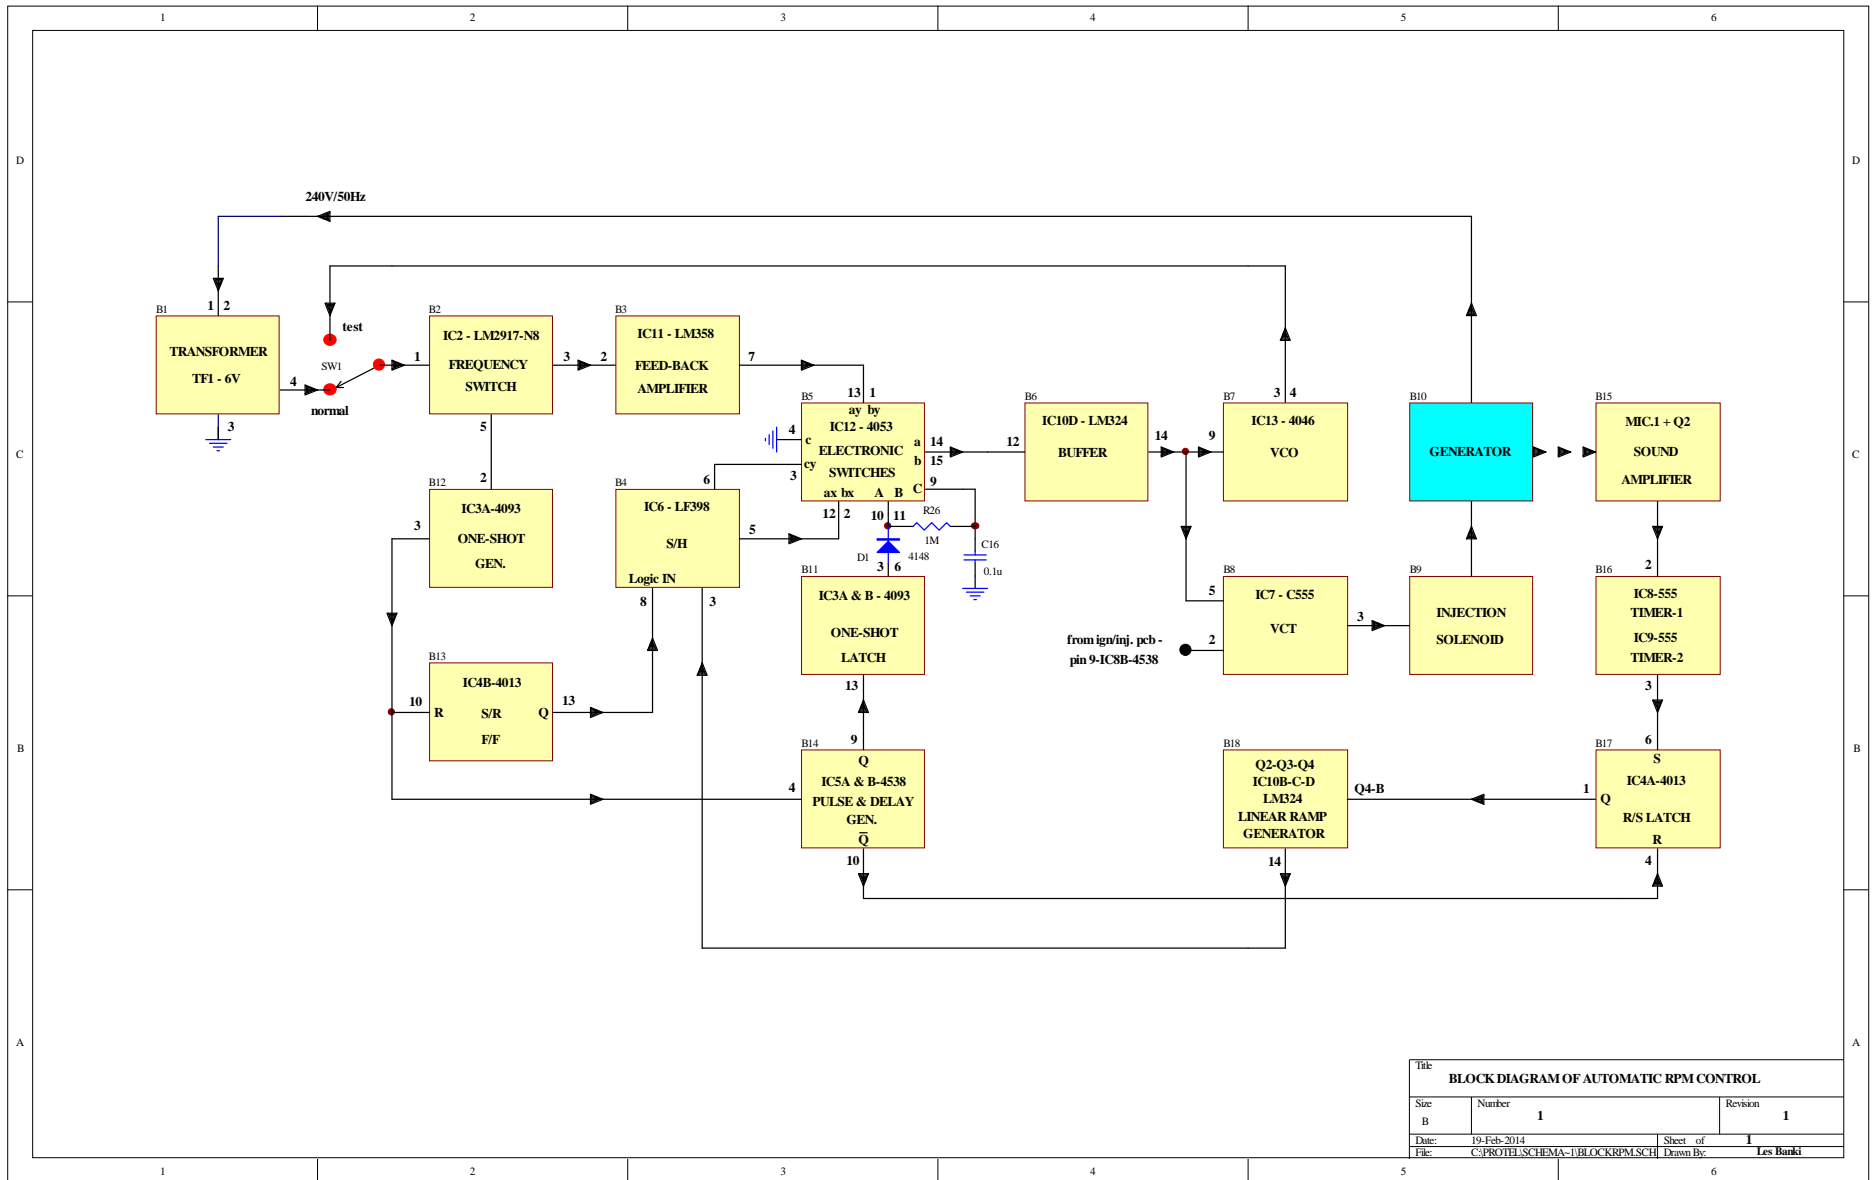 1 2 3 4 5 6
D D
240V/50Hz
1 2
B1
TRANSFORMER
TF1 - 6V
4
3
test
SW1
normal
B2
IC2 - LM2917-N8
FREQUENCY
SWITCH
1
3
5
B3
IC11 - LM358
FEED-BACK
AMPLIFIER
2
7
13 1
B5
ay by
IC12 - 4053
ELECTRONIC
SWITCHES
4
c
cy
3
a
14
b
15
C
9
ax bx A B
12 2
10 11
R26
1M
C16
0.1u
D1
4148
3 6
B6
IC10D - LM324
BUFFER
12
14
3 4
B7
IC13 - 4046
VCO
9
B10
GENERATOR
B15
MIC.1 + Q2
SOUND
AMPLIFIER
C C
2
B12
IC3A-4093
ONE-SHOT
GEN.
3
B4
IC6 - LF398
S/H
Logic IN
6
5
8
3
B11
IC3A & B - 4093
ONE-SHOT
LATCH
13
B8
IC7 - C555
VCT
5
2
3
from ign/inj. pcb -
pin 9-IC8B-4538
B9
INJECTION
SOLENOID
2
B16
IC8-555
TIMER-1
IC9-555
TIMER-2
3
B13
IC4B-4013
S/R
F/F
10
R
Q
13
9
B14
Q
IC5A & B-4538
PULSE & DELAY
GEN.
Q
4
10
B18
Q2-Q3-Q4
IC10B-C-D
LM324
LINEAR RAMP
GENERATOR
Q4-B
14
6
B17
S
IC4A-4013
1
Q
R/S LATCH
R
4
B B
A A
Title
BLOCK DIAGRAM OF AUTOMATIC RPM CONTROL
Size
B
Number
1
Revision
1
Date: 19-Feb-2014
Sheet of 1
File: C:\PROTEL\SCHEMA~1\BLOCKRPM.SCH
Drawn By: Les Banki
1 2 3 4 5 6